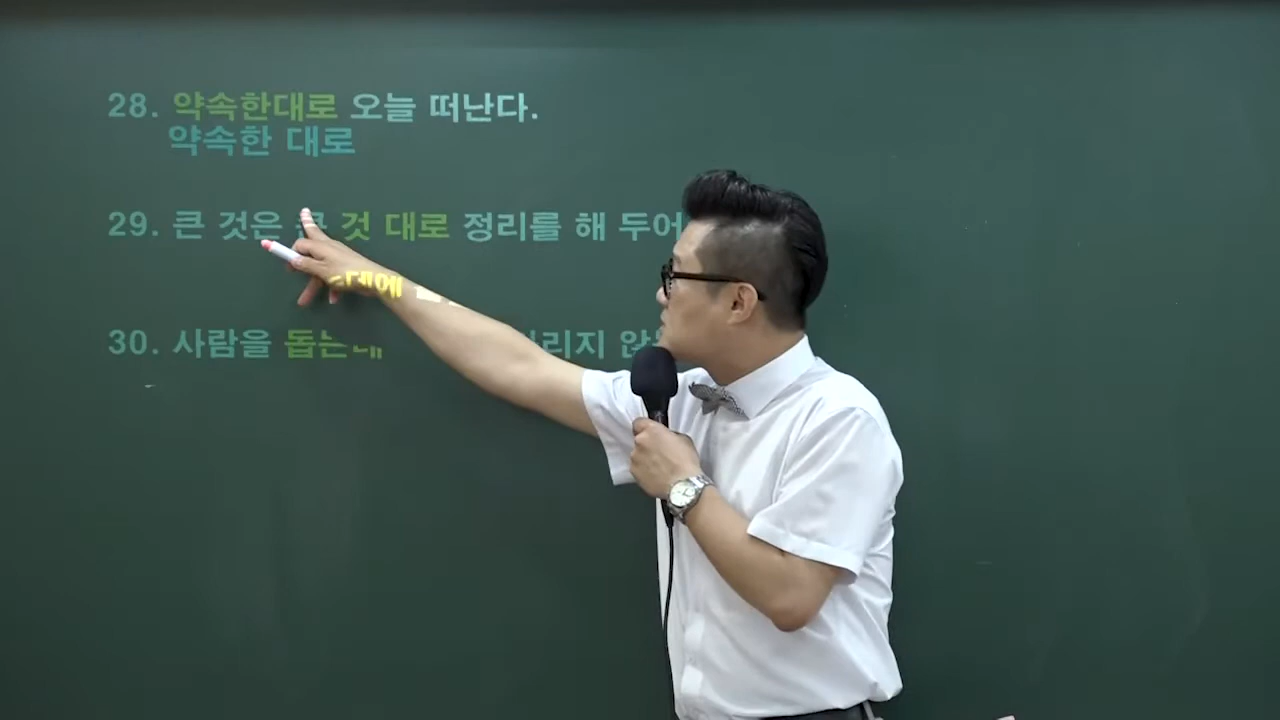 28. 약속한대로 오늘 떠난다.
약속한 대로
29. 큰 것은 큰 것 대로 정리를 해 두어
30. 사람을 돕는데